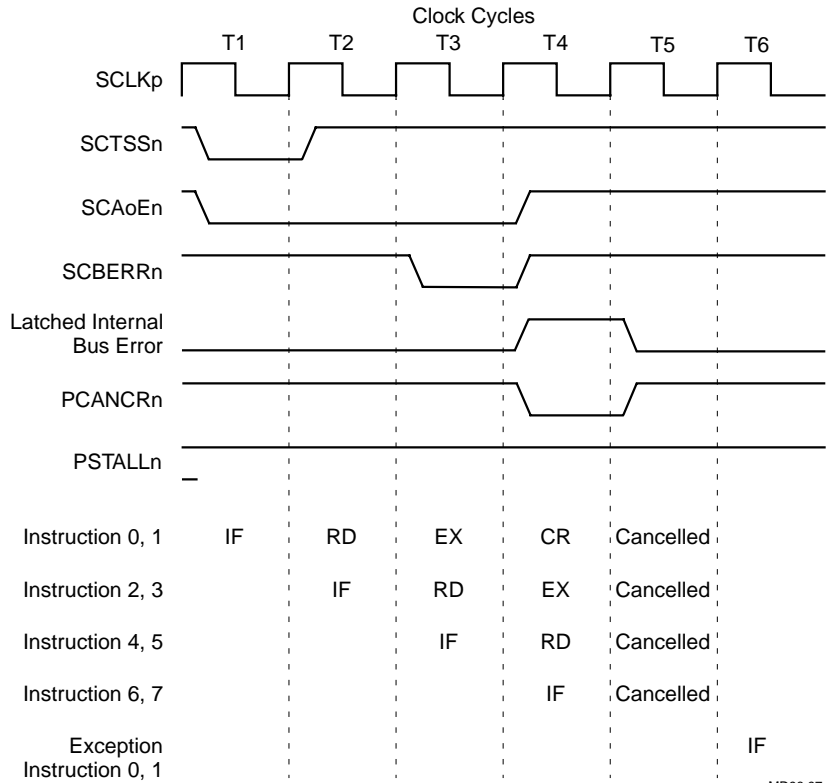 Clock Cycles
T1 T2 T3 T4 T5 T6
SCLKp
SCTSSn
SCAoEn
SCBERRn
Latched Internal
Bus Error
PCANCRn
PSTALLn
Instruction 0, 1 IF RD EX CR Cancelled
Instruction 2, 3 IF RD EX Cancelled
Instruction 4, 5 IF RD Cancelled
Instruction 6, 7 IF Cancelled
Exception IF
Instruction 0, 1